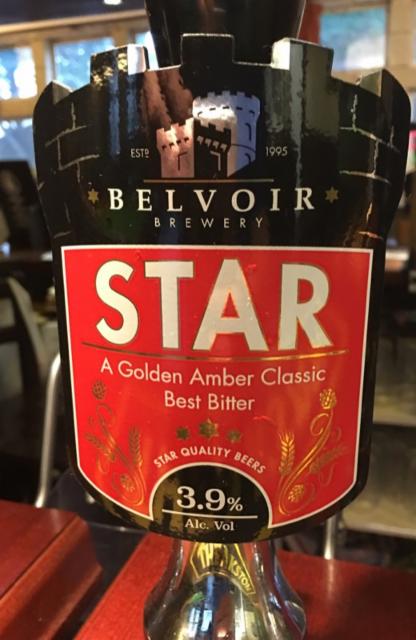 ESTD 1995
BELVOIR
BREWERY
STAR
A Golden Amber Classic
Best Bitter
STAR QUALITY BEERS
3.9%
Alc. Vol